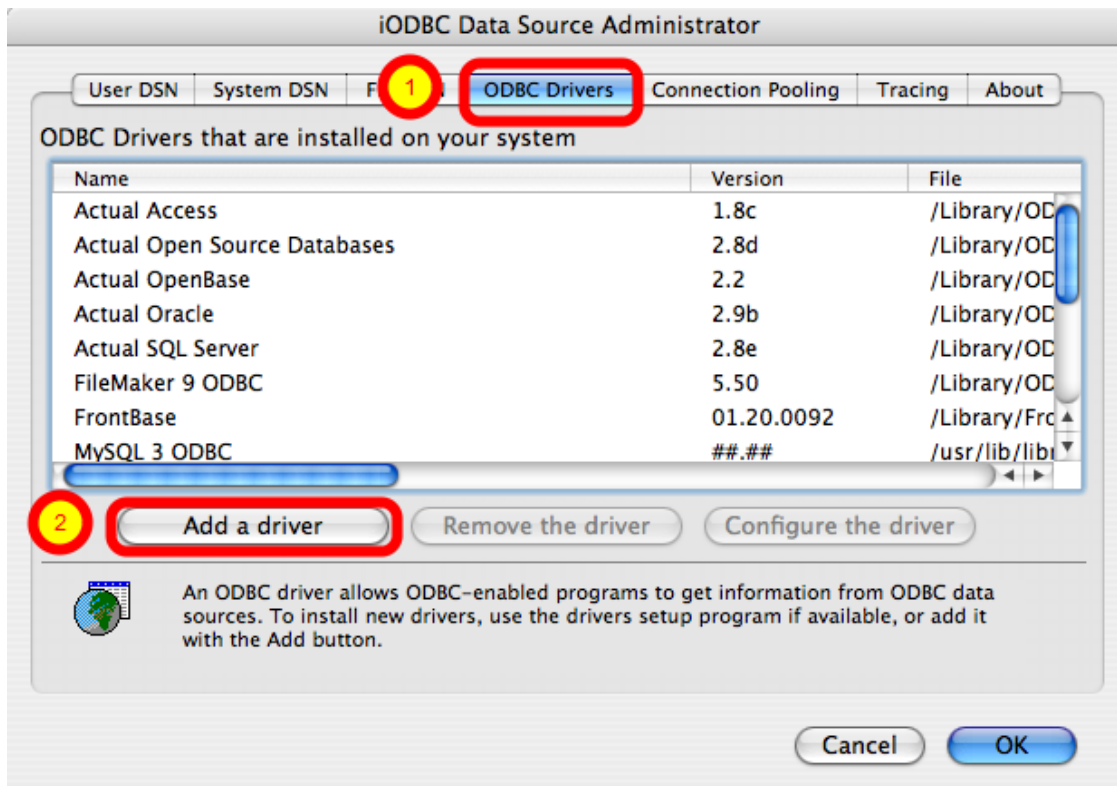 iODBC Data Source Administrator
User DSN System DSN 1 ODBC Drivers Connection Pooling Tracing About
ODBC Drivers that are installed on your system
Name Version File
Actual Access 1.8c /Library/OD
Actual Open Source Databases 2.8d /Library/OD
Actual OpenBase 2.2 /Library/OD
Actual Oracle 2.9b /Library/OD
Actual SQL Server 2.8e /Library/OD
FileMaker 9 ODBC 5.50 /Library/OD
FrontBase 01.20.0092 /Library/Frc
MySQL 3 ODBC ##.## /usr/lib/libi
2 Add a driver Remove the driver Configure the driver
An ODBC driver allows ODBC-enabled programs to get information from ODBC data
sources. To install new drivers, use the drivers setup program if available, or add it
with the Add button.
Cancel OK